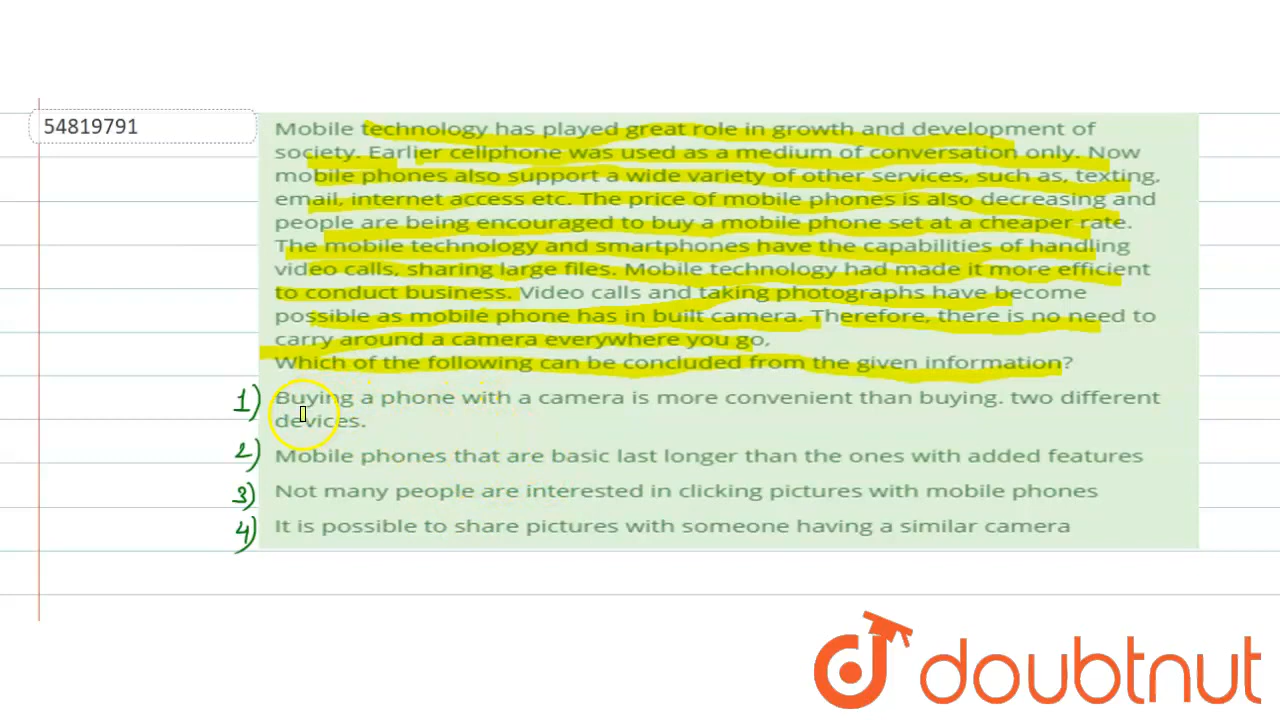 54819791
Mobile technology has played great role in growth and development of
society. Earlier cellphone was used as a medium of conversation only. Now
mobile phones also support a wide variety of other services, such as, texting,
email, internet access etc. The price of mobile phones is also decreasing and
people are being encouraged to buy a mobile phone set at a cheaper rate.
The mobile technology and smartphones have the capabilities of handling
video calls, sharing large files. Mobile technology had made it more efficient
to conduct business. Video calls and taking photographs have become
possible as mobile phone has in built camera. Therefore, there is no need to
carry around a camera everywhere you go.
Which of the following can be concluded from the given information?
1) Buying a phone with a camera is more convenient than buying. two different
devices.
2) Mobile phones that are basic last longer than the ones with added features
3) Not many people are interested in clicking pictures with mobile phones
4) It is possible to share pictures with someone having a similar camera
doubtnut